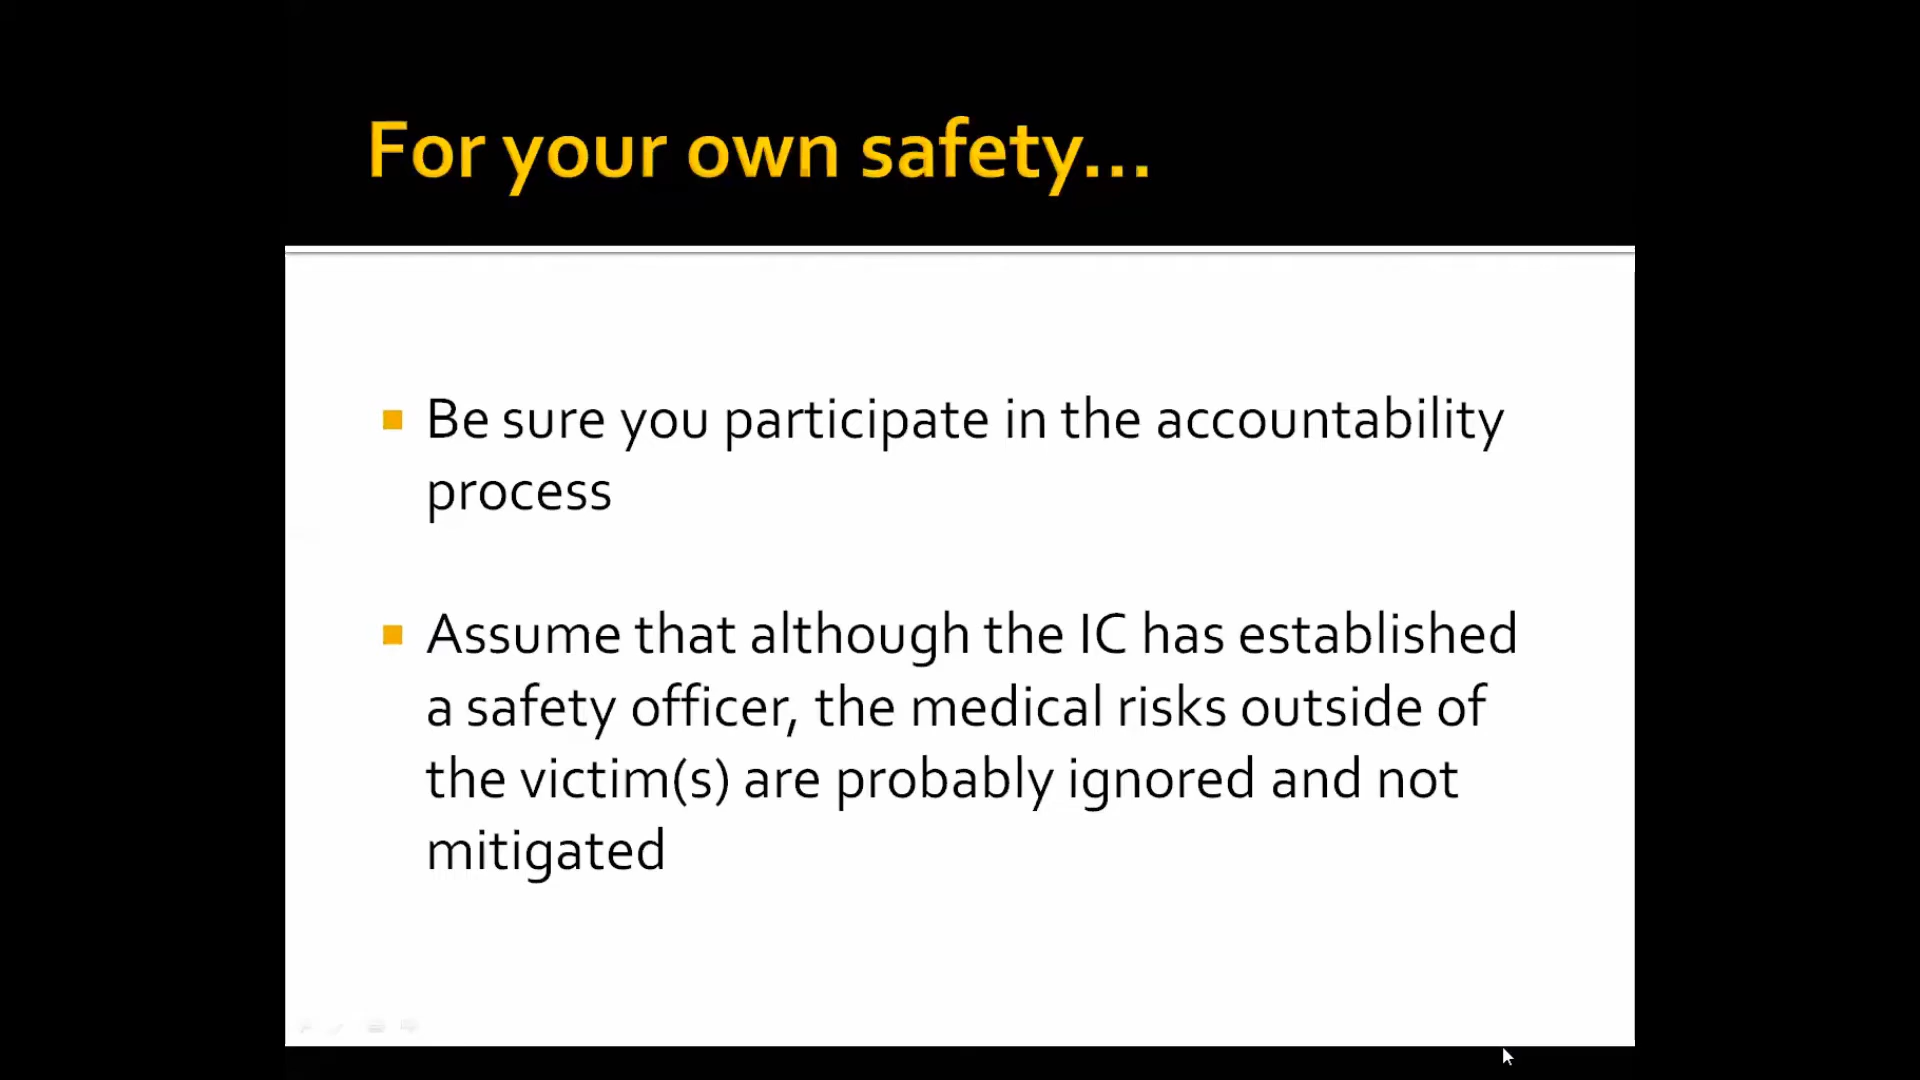 For your own safety...
Be sure you participate in the accountability
process
Assume that although the IC has established
a safety officer, the medical risks outside of
the victim(s) are probably ignored and not
mitigated